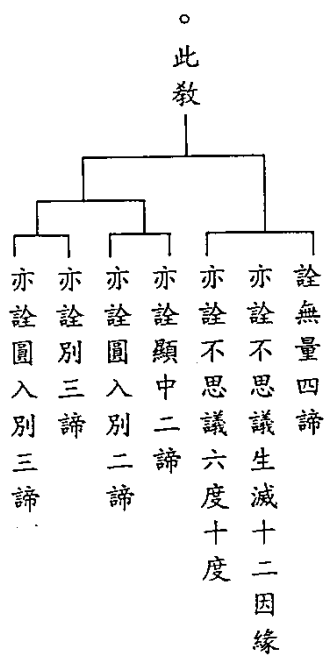 。此教
詮無量四諦
亦詮不思議生滅十二因緣
亦詮不思議六度十度
亦詮顯中二諦
亦詮圓入別二諦
亦詮別三諦
亦詮圓入別三諦